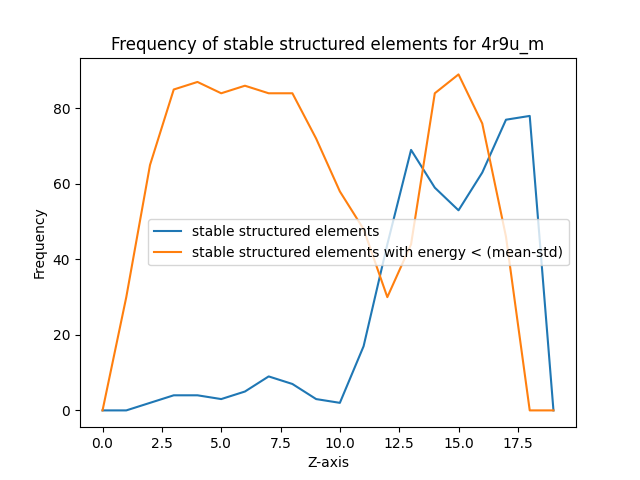 Frequency of stable structured elements for 4r9u_m
80
60
40
20
0
Frequency
stable structured elements
stable structured elements with energy < (mean-std)
0.0 2.5 5.0 7.5 10.0 12.5 15.0 17.5
Z-axis